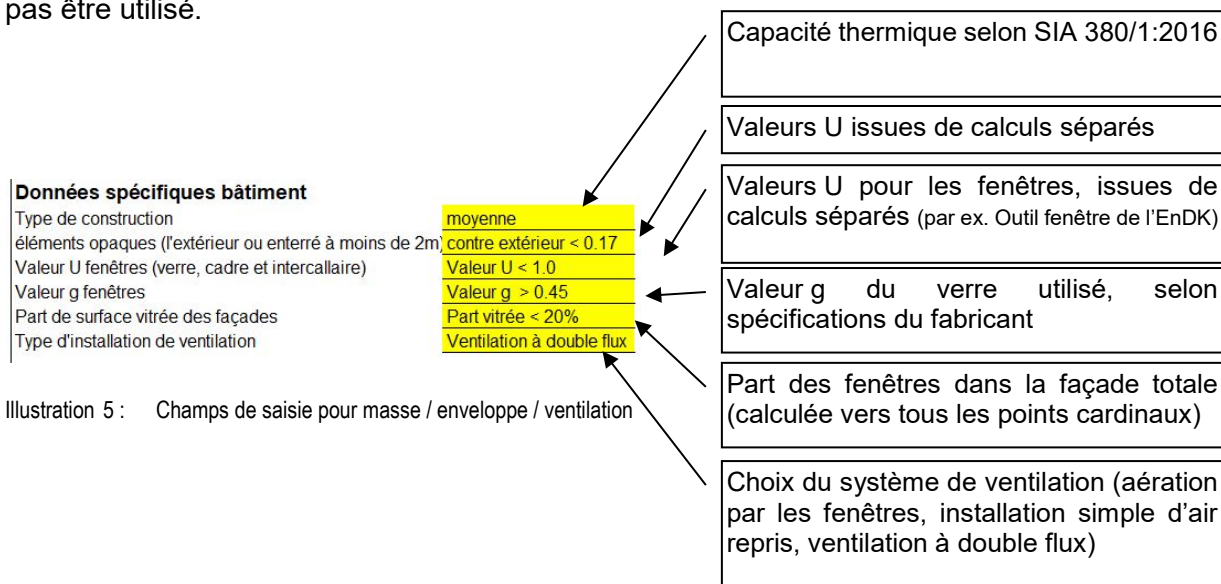 pas être utilisé.
Capacité thermique selon SIA 380/1:2016
Valeurs U issues de calculs séparés
Valeurs U pour les fenêtres, issues de
calculs séparés (par ex. Outil fenêtre de l'EnDK)
Données spécifiques bâtiment
Type de construction moyenne
éléments opaques (l'extérieur ou enterré à moins de 2m) contre extérieur < 0.17
Valeur U fenêtres (verre, cadre et intercallaire) Valeur U < 1.0
Valeur g fenêtres Valeur g > 0.45
Part de surface vitrée des façades Part vitrée < 20%
Type d'installation de ventilation Ventilation à double flux
Valeur g du verre utilisé, selon
spécifications du fabricant
Part des fenêtres dans la façade totale
(calculée vers tous les points cardinaux)
Illustration 5 : Champs de saisie pour masse / enveloppe / ventilation
Choix du système de ventilation (aération
par les fenêtres, installation simple d'air
repris, ventilation à double flux)